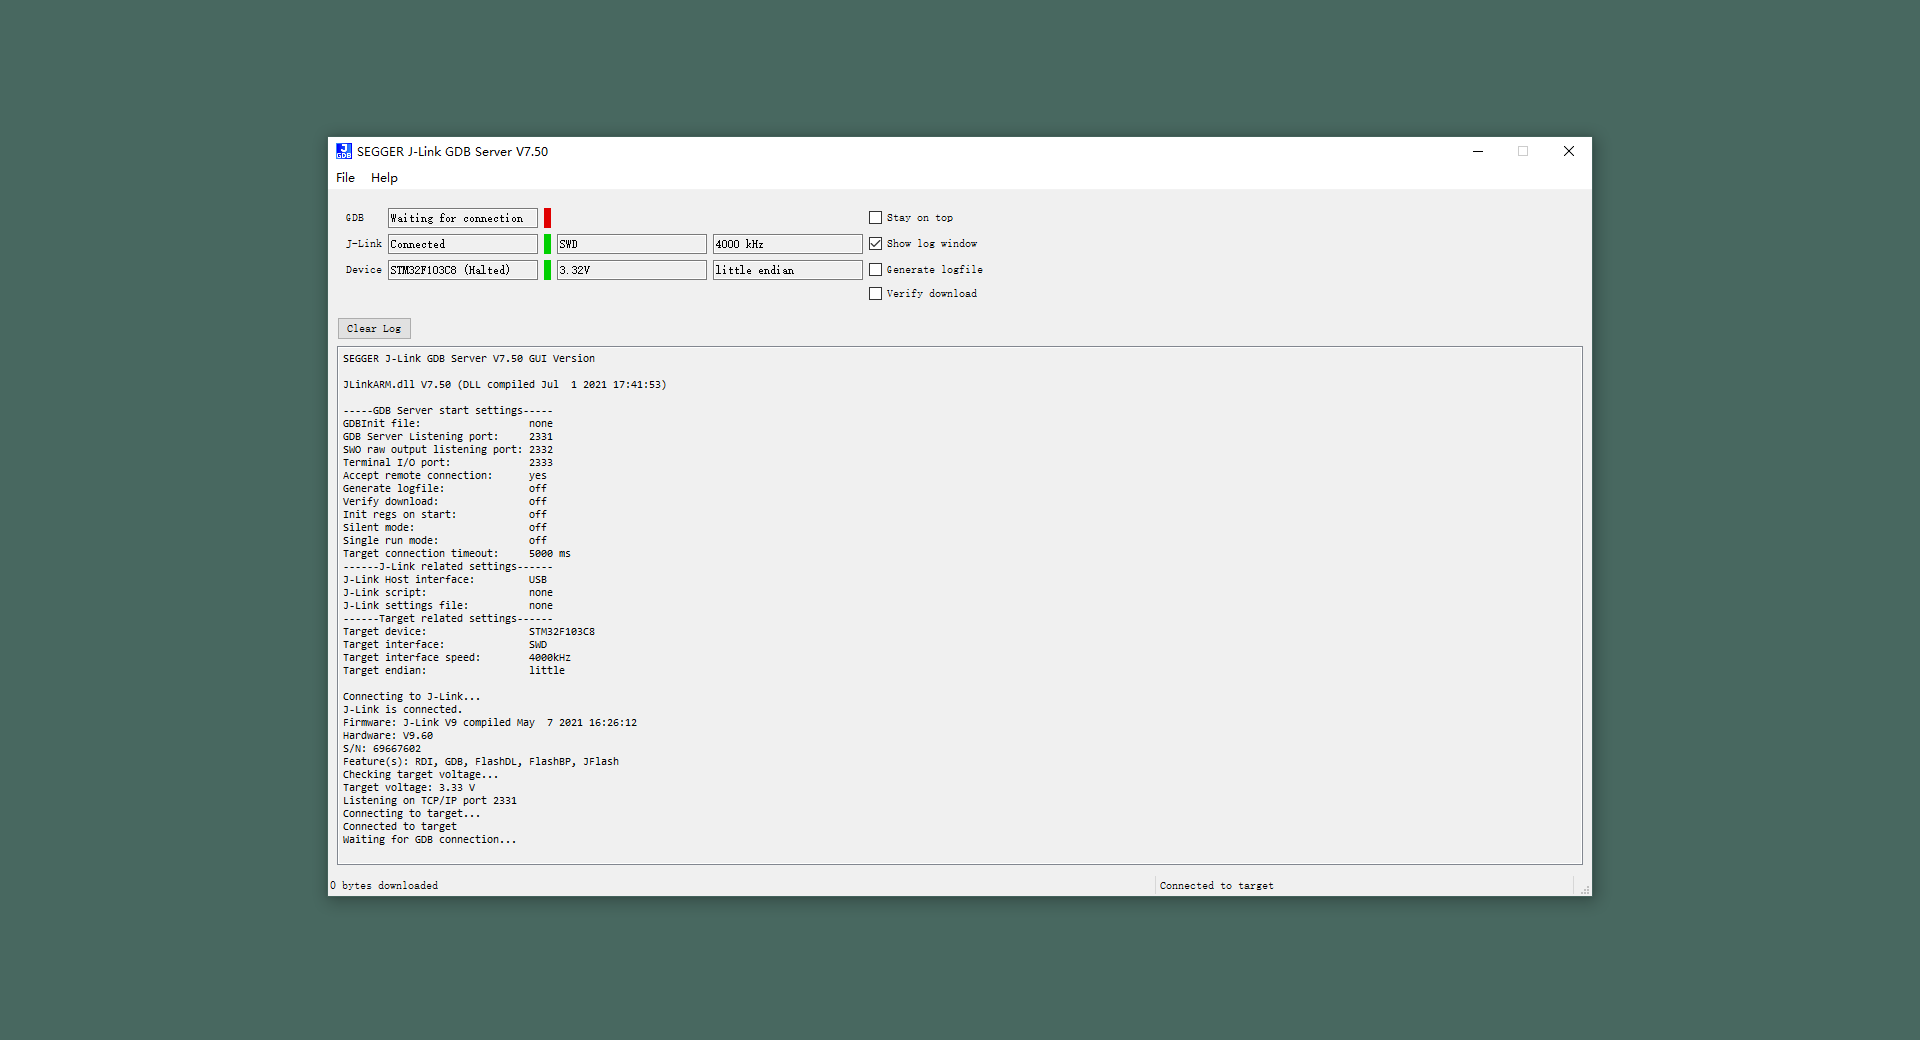 SEGGER J-Link GDB Server V7.50
File Help
GDB Waiting for connection Stay on top
J-Link Connected SWD 4000 kHz Show log window
Device STM32F103C8 (Halted) 3.32V little endian Generate logfile
Verify download
Clear Log
SEGGER J-Link GDB Server V7.50 GUI Version
JLinkARM.dll V7.50 (DLL compiled Jul  1 2021 17:41:53)
-----GDB Server start settings-----
GDBInit file:                  none
GDB Server Listening port:     2331
SWO raw output listening port: 2332
Terminal I/O port:             2333
Accept remote connection:      yes
Generate logfile:              off
Verify download:               off
Init regs on start:            off
Silent mode:                   off
Single run mode:               off
Target connection timeout:     5000 ms
------J-Link related settings------
J-Link Host interface:         USB
J-Link script:                 none
J-Link settings file:          none
------Target related settings------
Target device:                 STM32F103C8
Target interface:              SWD
Target interface speed:        4000kHz
Target endian:                 little
Connecting to J-Link...
J-Link is connected.
Firmware: J-Link V9 compiled May  7 2021 16:26:12
Hardware: V9.60
S/N: 69667602
Feature(s): RDI, GDB, FlashDL, FlashBP, JFlash
Checking target voltage...
Target voltage: 3.33 V
Listening on TCP/IP port 2331
Connecting to target...
Connected to target
Waiting for GDB connection...
0 bytes downloaded Connected to target